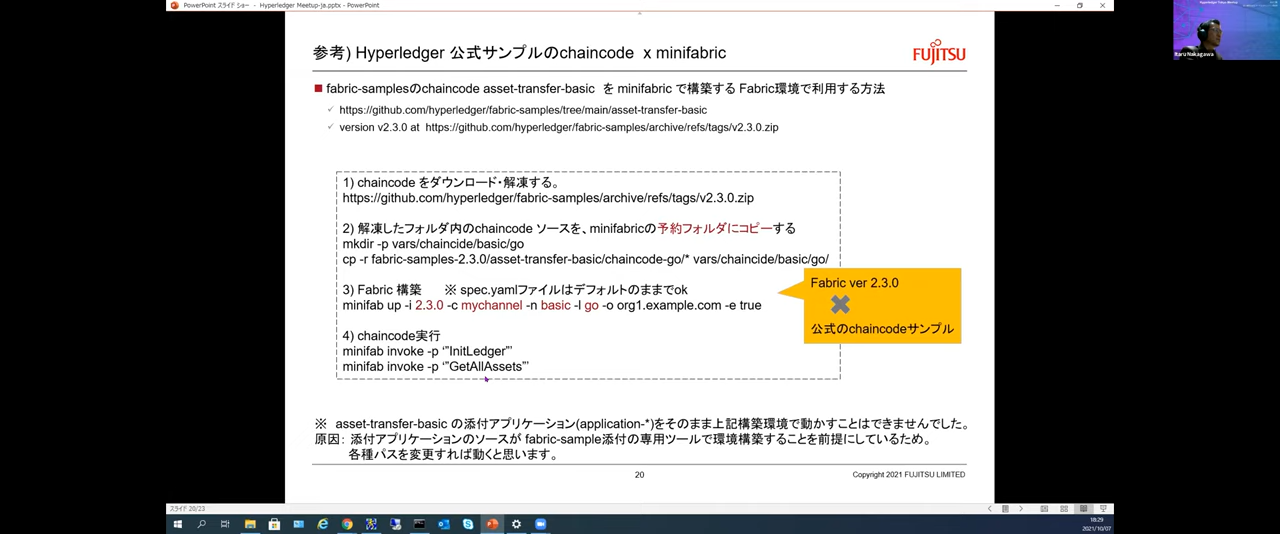 PowerPoint スライド ショー - Hyperledger Meetup-ja.pptx - PowerPoint
Itaru Nakagawa
参考) Hyperledger 公式サンプルのchaincode x minifabric
FUJITSU
fabric-samplesのchaincode asset-transfer-basic を minifabric で構築する Fabric環境で利用する方法
https://github.com/hyperledger/fabric-samples/tree/main/asset-transfer-basic
version v2.3.0 at https://github.com/hyperledger/fabric-samples/archive/refs/tags/v2.3.0.zip
1) chaincode をダウンロード・解凍する。
https://github.com/hyperledger/fabric-samples/archive/refs/tags/v2.3.0.zip
2) 解凍したフォルダ内のchaincode ソースを、minifabricの予約フォルダにコピーする
mkdir -p vars/chaincide/basic/go
cp -r fabric-samples-2.3.0/asset-transfer-basic/chaincode-go/* vars/chaincide/basic/go/
3) Fabric 構築 ※ spec.yamlファイルはデフォルトのままでok
minifab up -i 2.3.0 -c mychannel -n basic -l go -o org1.example.com -e true
4) chaincode実行
minifab invoke -p ‘”InitLedger”’
minifab invoke -p ‘”GetAllAssets”’
Fabric ver 2.3.0
公式のchaincodeサンプル
※ asset-transfer-basic の添付アプリケーション(application-*)をそのまま上記構築環境で動かすことはできませんでした。
原因： 添付アプリケーションのソースが fabric-sample添付の専用ツールで環境構築することを前提にしているため。
各種パスを変更すれば動くと思います。
20
Copyright 2021 FUJITSU LIMITED
スライド 20/23
18:29
2021/10/07